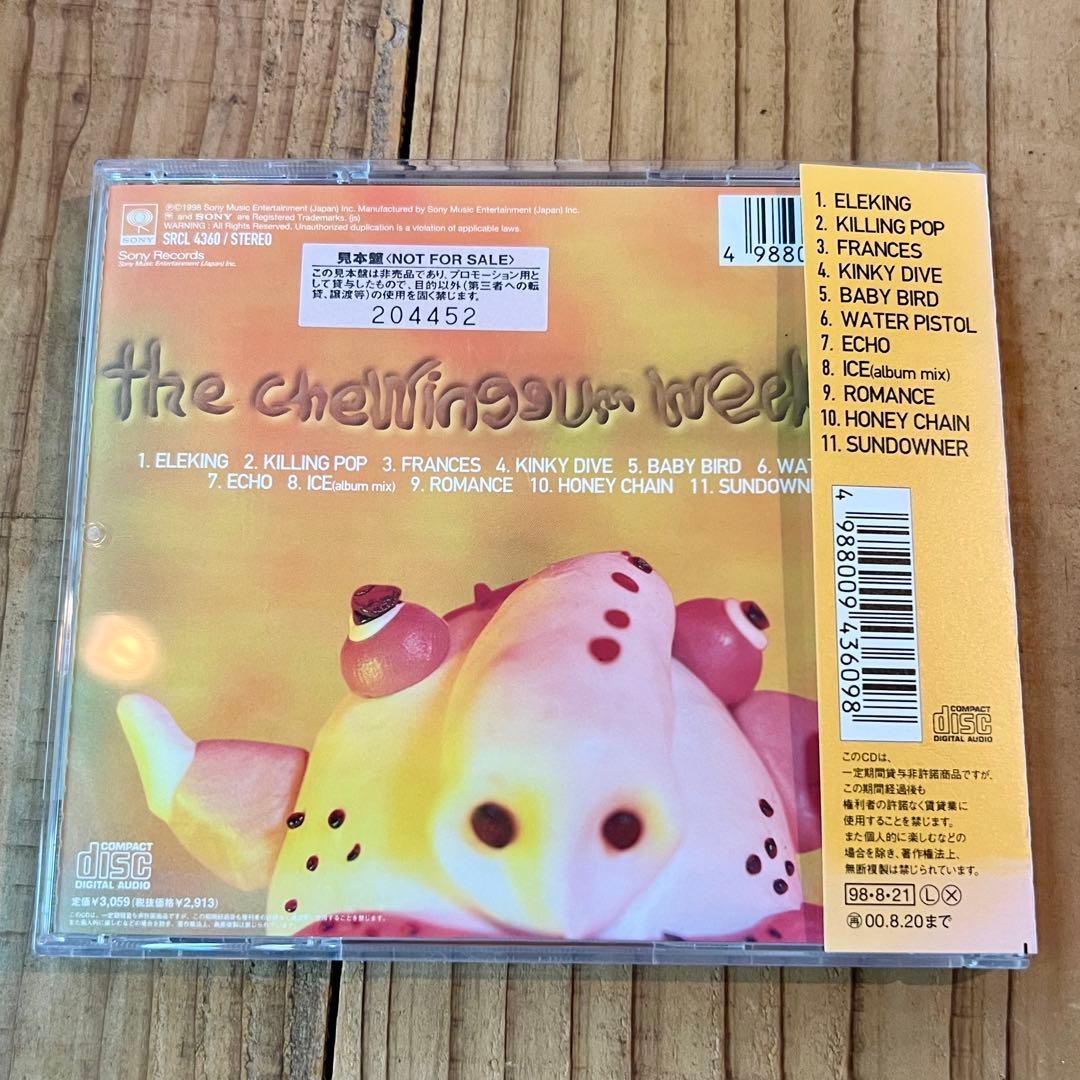 SONY
Ⓟ©1998 Sony Music Entertainment (Japan) Inc. Manufactured by Sony Music Entertainment (Japan) Inc.
and SONY are Registered Trademarks. (js)
WARNING : All Rights Reserved. Unauthorized duplication is a violation of applicable laws.
SRCL 4360 / STEREO
Sony Records
Sony Music Entertainment (Japan) Inc.
見本盤〈NOT FOR SALE〉
この見本盤は非売品であり、プロモーション用と
して貸与したもので、目的以外(第三者への転
貸、譲渡等)の使用を固く禁じます。
204452
4 9880
the cheWinggum Week
1. ELEKING 2. KILLING POP 3. FRANCES 4. KINKY DIVE 5. BABY BIRD 6. WAT
7. ECHO 8. ICE(album mix) 9. ROMANCE 10. HONEY CHAIN 11. SUNDOWNE
COMPACT
disc
DIGITAL AUDIO
定価¥3,059(税抜価格¥2,913)
1. ELEKING
2. KILLING POP
3. FRANCES
4. KINKY DIVE
5. BABY BIRD
6. WATER PISTOL
7. ECHO
8. ICE(album mix)
9. ROMANCE
10. HONEY CHAIN
11. SUNDOWNER
4 988009 436098
COMPACT
disc
DIGITAL AUDIO
このCDは、
一定期間貸与非許諾商品ですが、
この期間経過後も
権利者の許諾なく賃貸業に
使用することを禁じます。
また個人的に楽しむなどの
場合を除き、著作権法上、
無断複製は禁じられています。
98·8·21 Ⓛ Ⓧ
㊢00.8.20まで